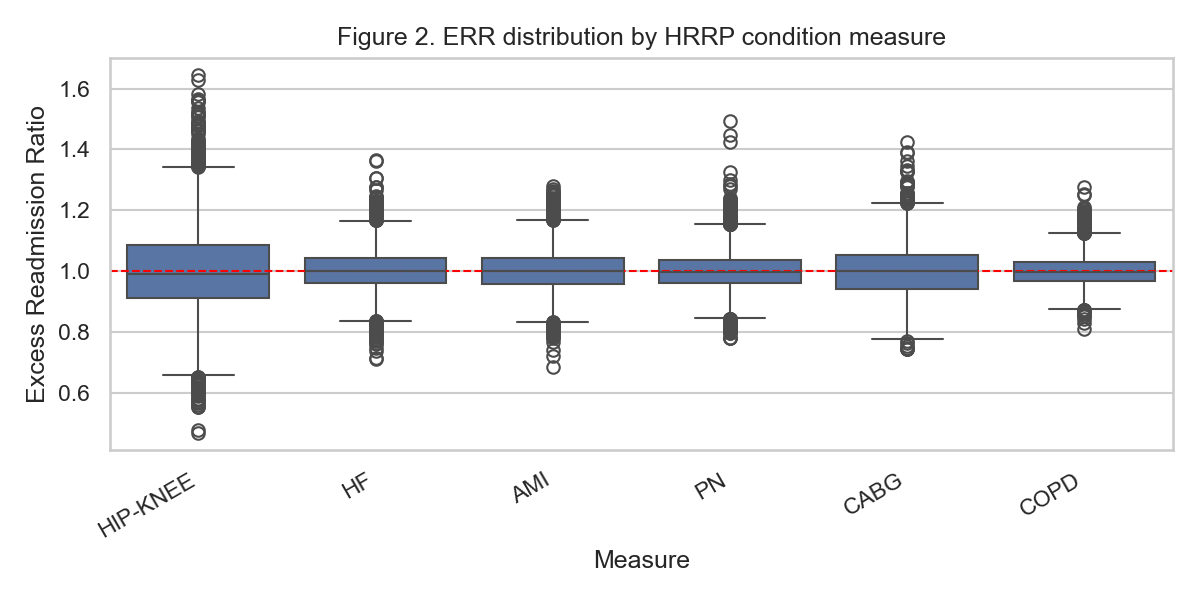 Figure 2. ERR distribution by HRRP condition measure
Excess Readmission Ratio
1.6
1.4
1.2
1.0
0.8
0.6
HIP-KNEE
HF
AMI
PN
CABG
COPD
Measure